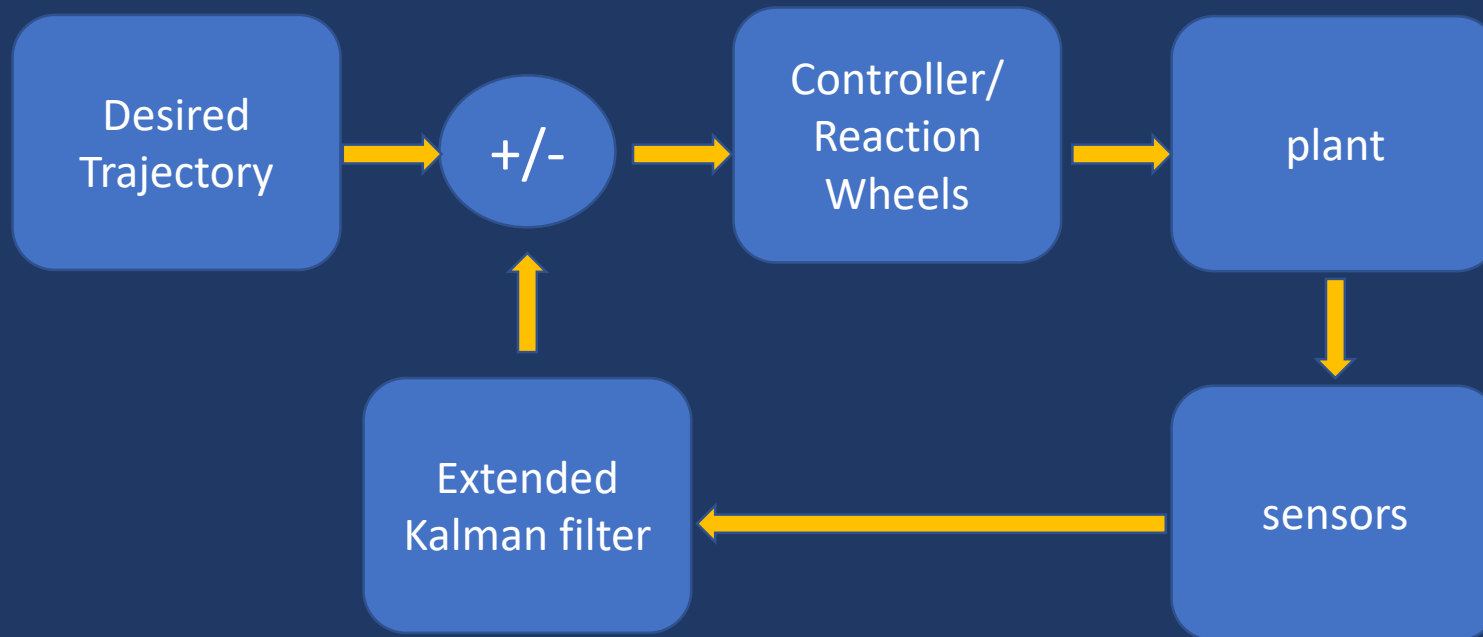 Desired
Trajectory
+/-
Controller/
Reaction
Wheels
plant
Extended
Kalman filter
sensors